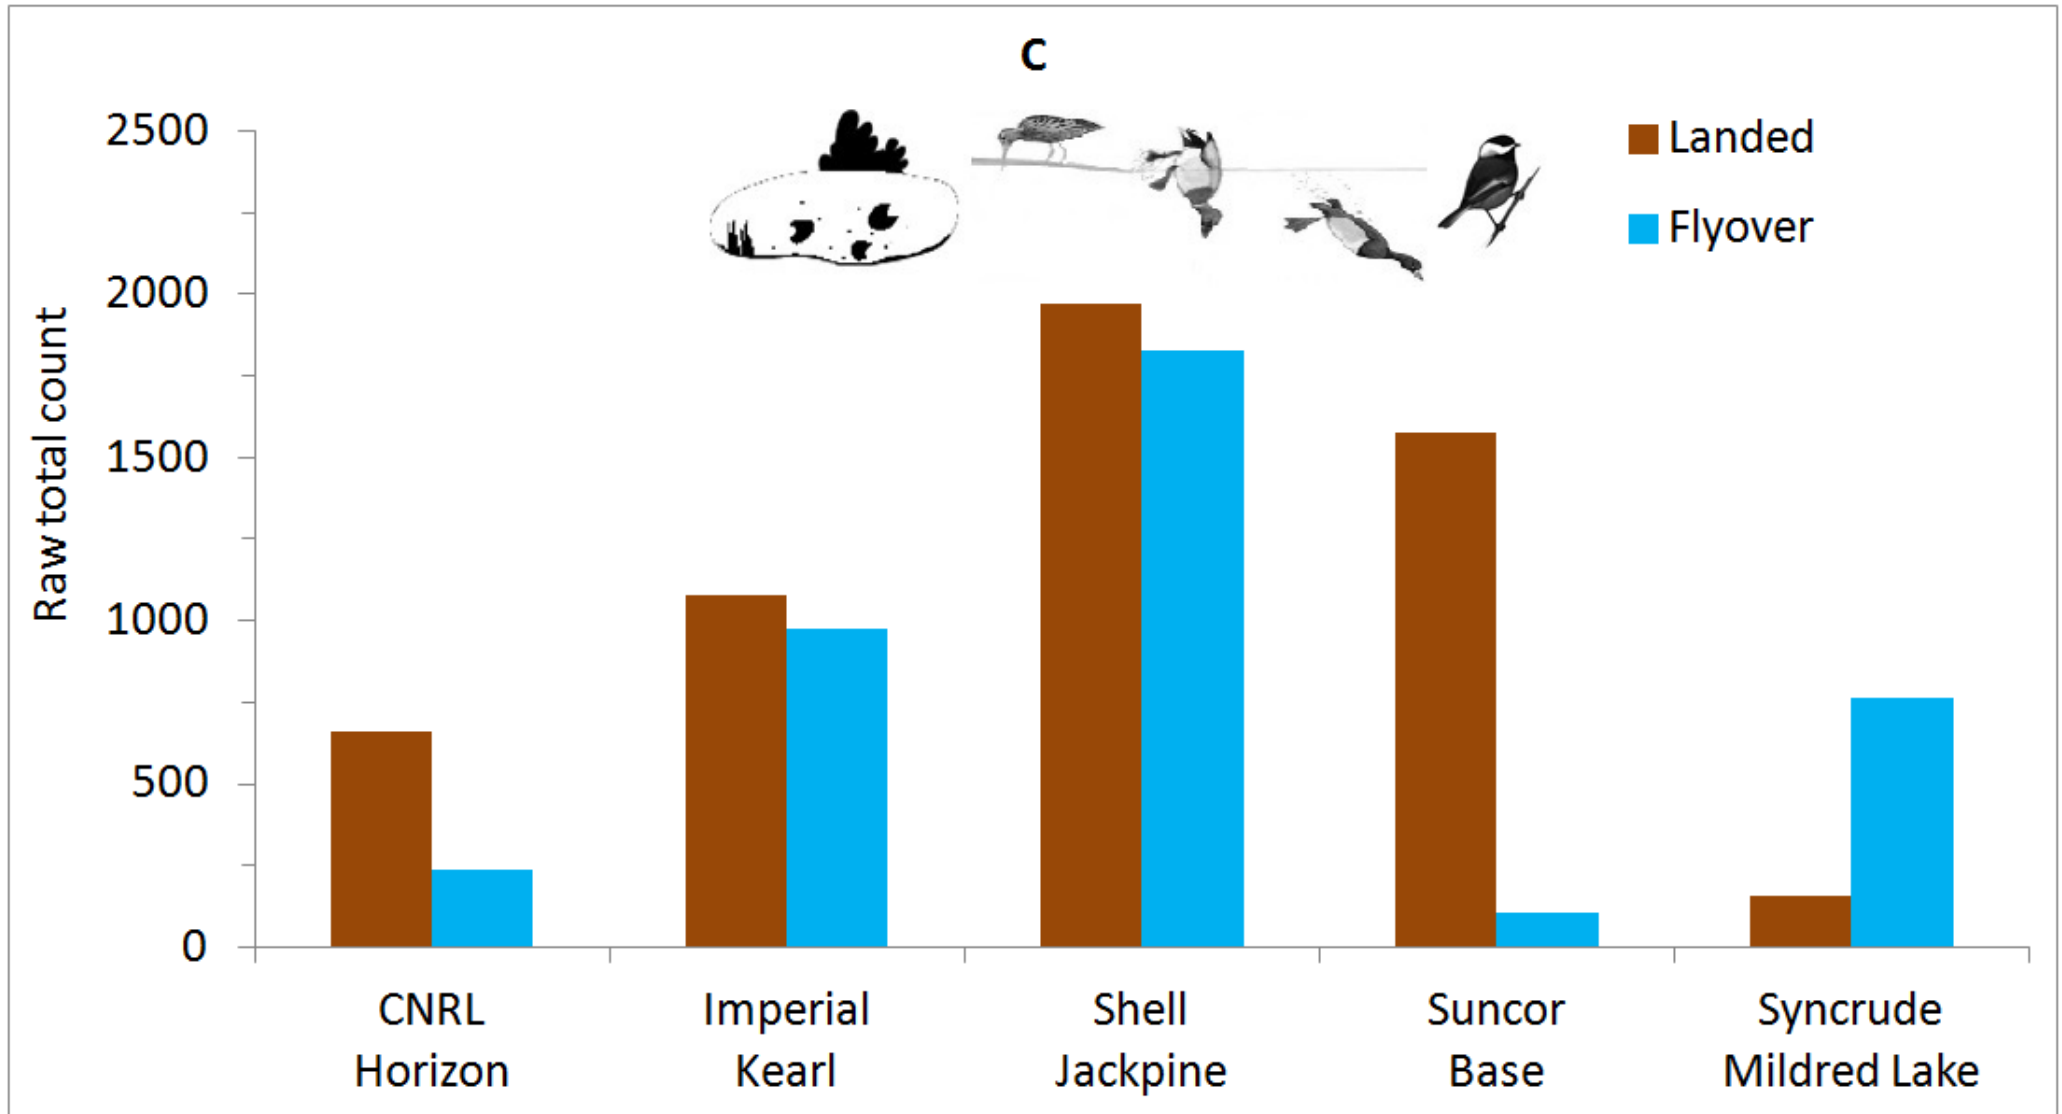 C
Landed
Flyover
Raw total count
2500
2000
1500
1000
500
0
CNRL
Horizon
Imperial
Kearl
Shell
Jackpine
Suncor
Base
Syncrude
Mildred Lake